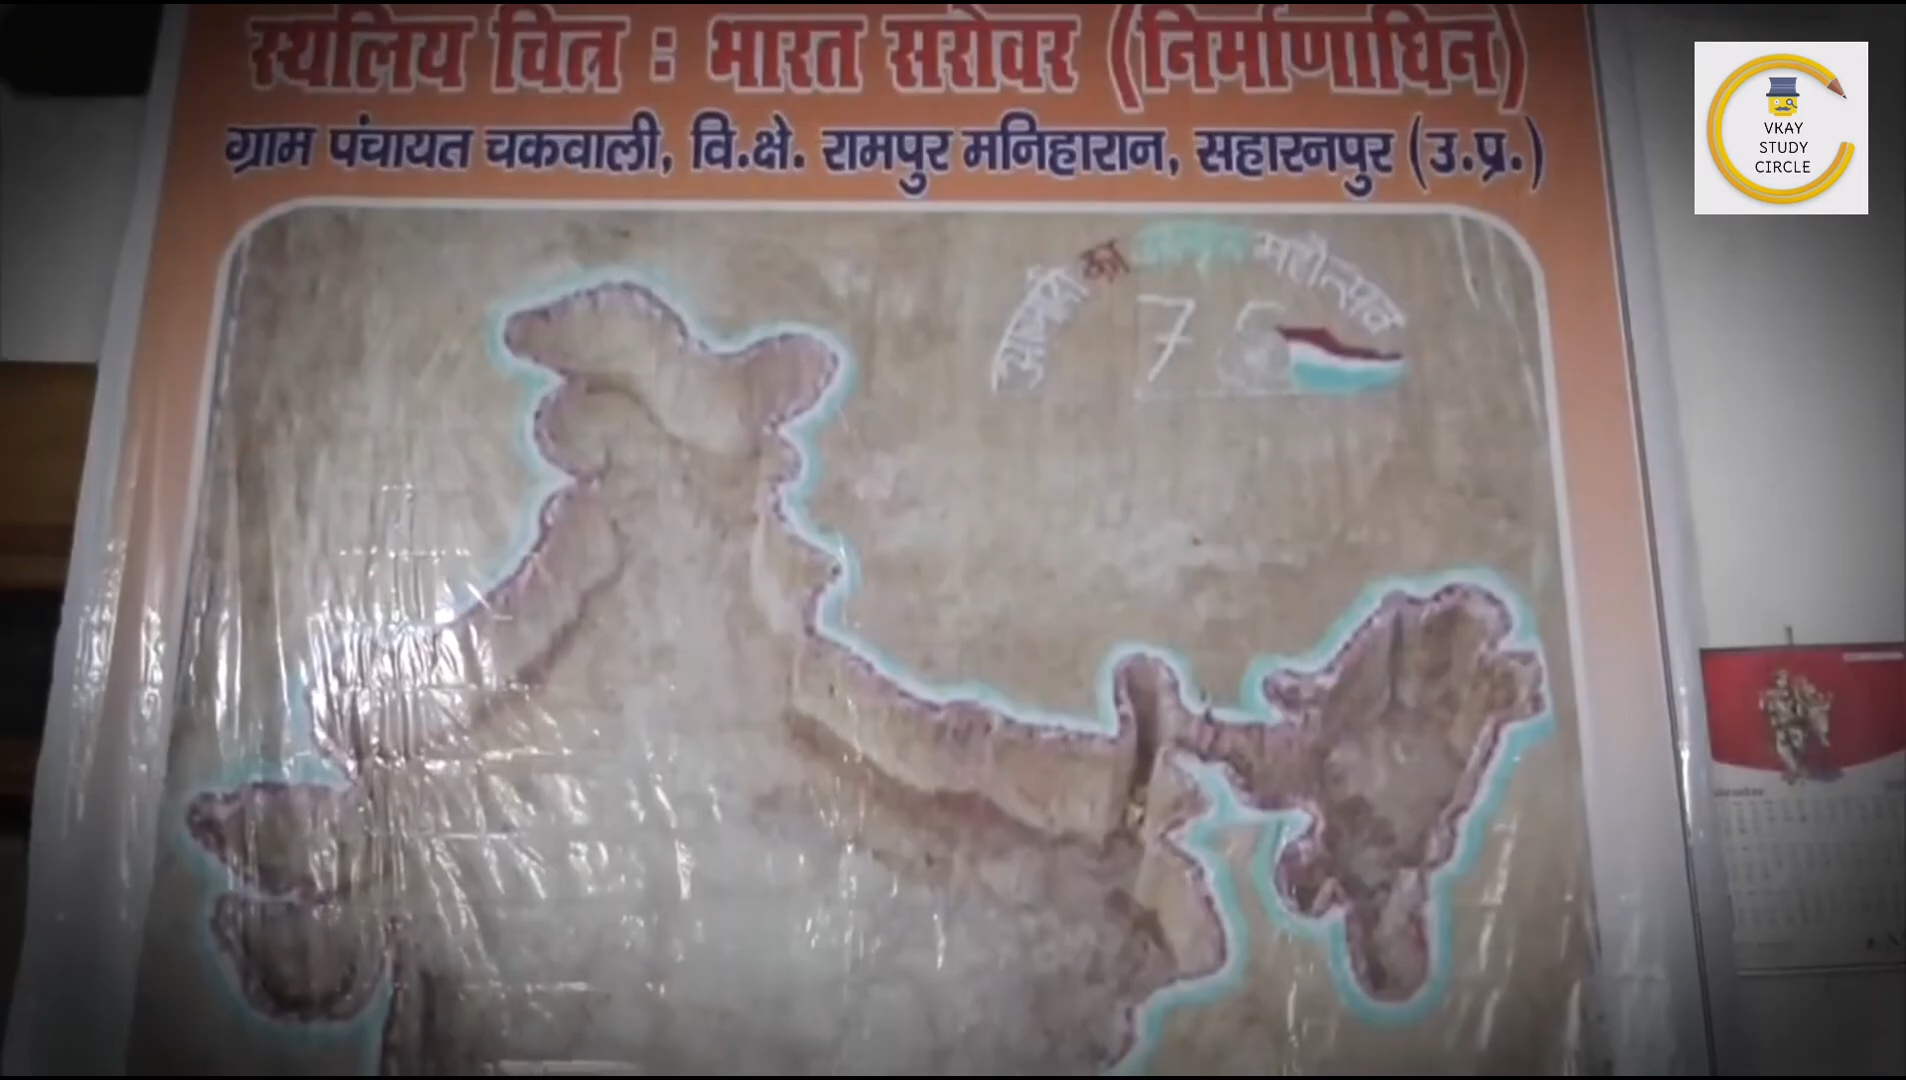 स्थलिय चित्र : भारत सरोवर (निर्माणाधिन)
ग्राम पंचायत चकवाली, वि.क्षे. रामपुर मनिहारान, सहारनपुर (उ.प्र.)
का महोत्सव
7
VKAY
STUDY
CIRCLE